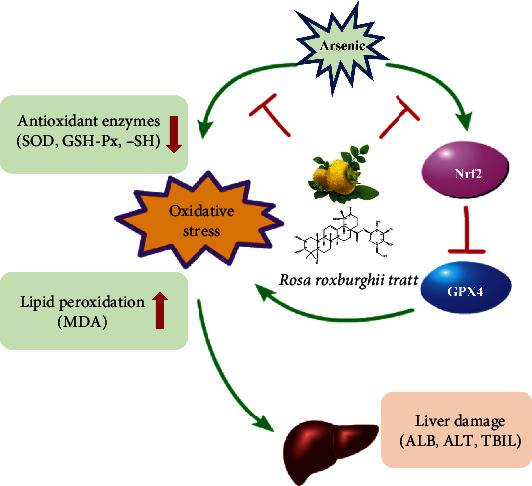 Arsenic
Antioxidant enzymes
(SOD, GSH-Px, –SH)
Nrf2
Oxidative
stress
Rosa roxburghii tratt
GPX4
Lipid peroxidation
(MDA)
Liver damage
(ALB, ALT, TBIL)